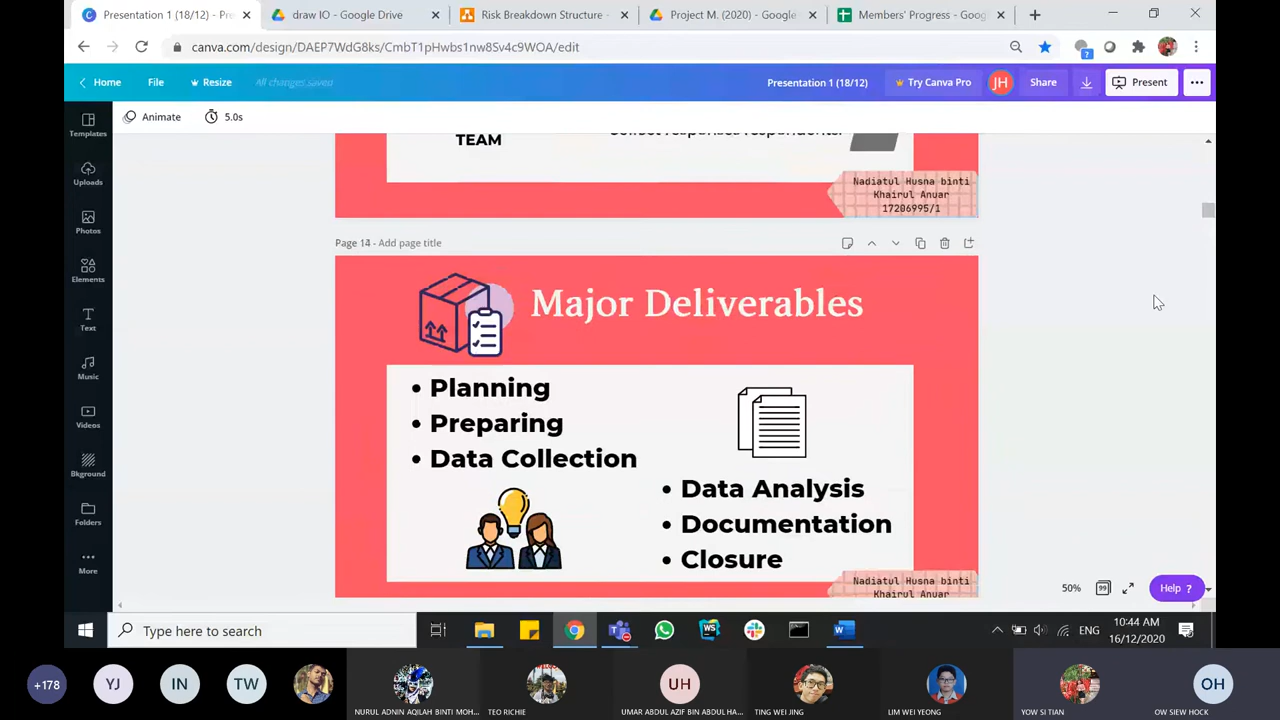 Presentation 1 (18/12) - Pre
draw IO - Google Drive
Risk Breakdown Structure -
Project M. (2020) - Google
Members' Progress - Goog
canva.com/design/DAEP7WdG8ks/CmbT1pHwbs1nw8Sv4c9WOA/edit
Home
File
Resize
All changes saved
Presentation 1 (18/12)
Try Canva Pro
JH
Share
Present
Animate
5.0s
Templates
Uploads
Photos
Elements
Text
Music
Videos
Bkground
Folders
More
TEAM
Nadiatul Husna binti
Khairul Anuar
17206995/1
Page 14 - Add page title
Major Deliverables
• Planning
• Preparing
• Data Collection
• Data Analysis
• Documentation
• Closure
Nadiatul Husna binti
Khairul Anuar
50%
99
Help ?
Type here to search
ENG
10:44 AM
16/12/2020
+178
YJ
IN
TW
UH
OH
NURUL ADNIN AQILAH BINTI MOH...
TEO RICHIE
UMAR ABDUL AZIF BIN ABDUL HA...
TING WEI JING
LIM WEI YEONG
YOW SI TIAN
OW SIEW HOCK